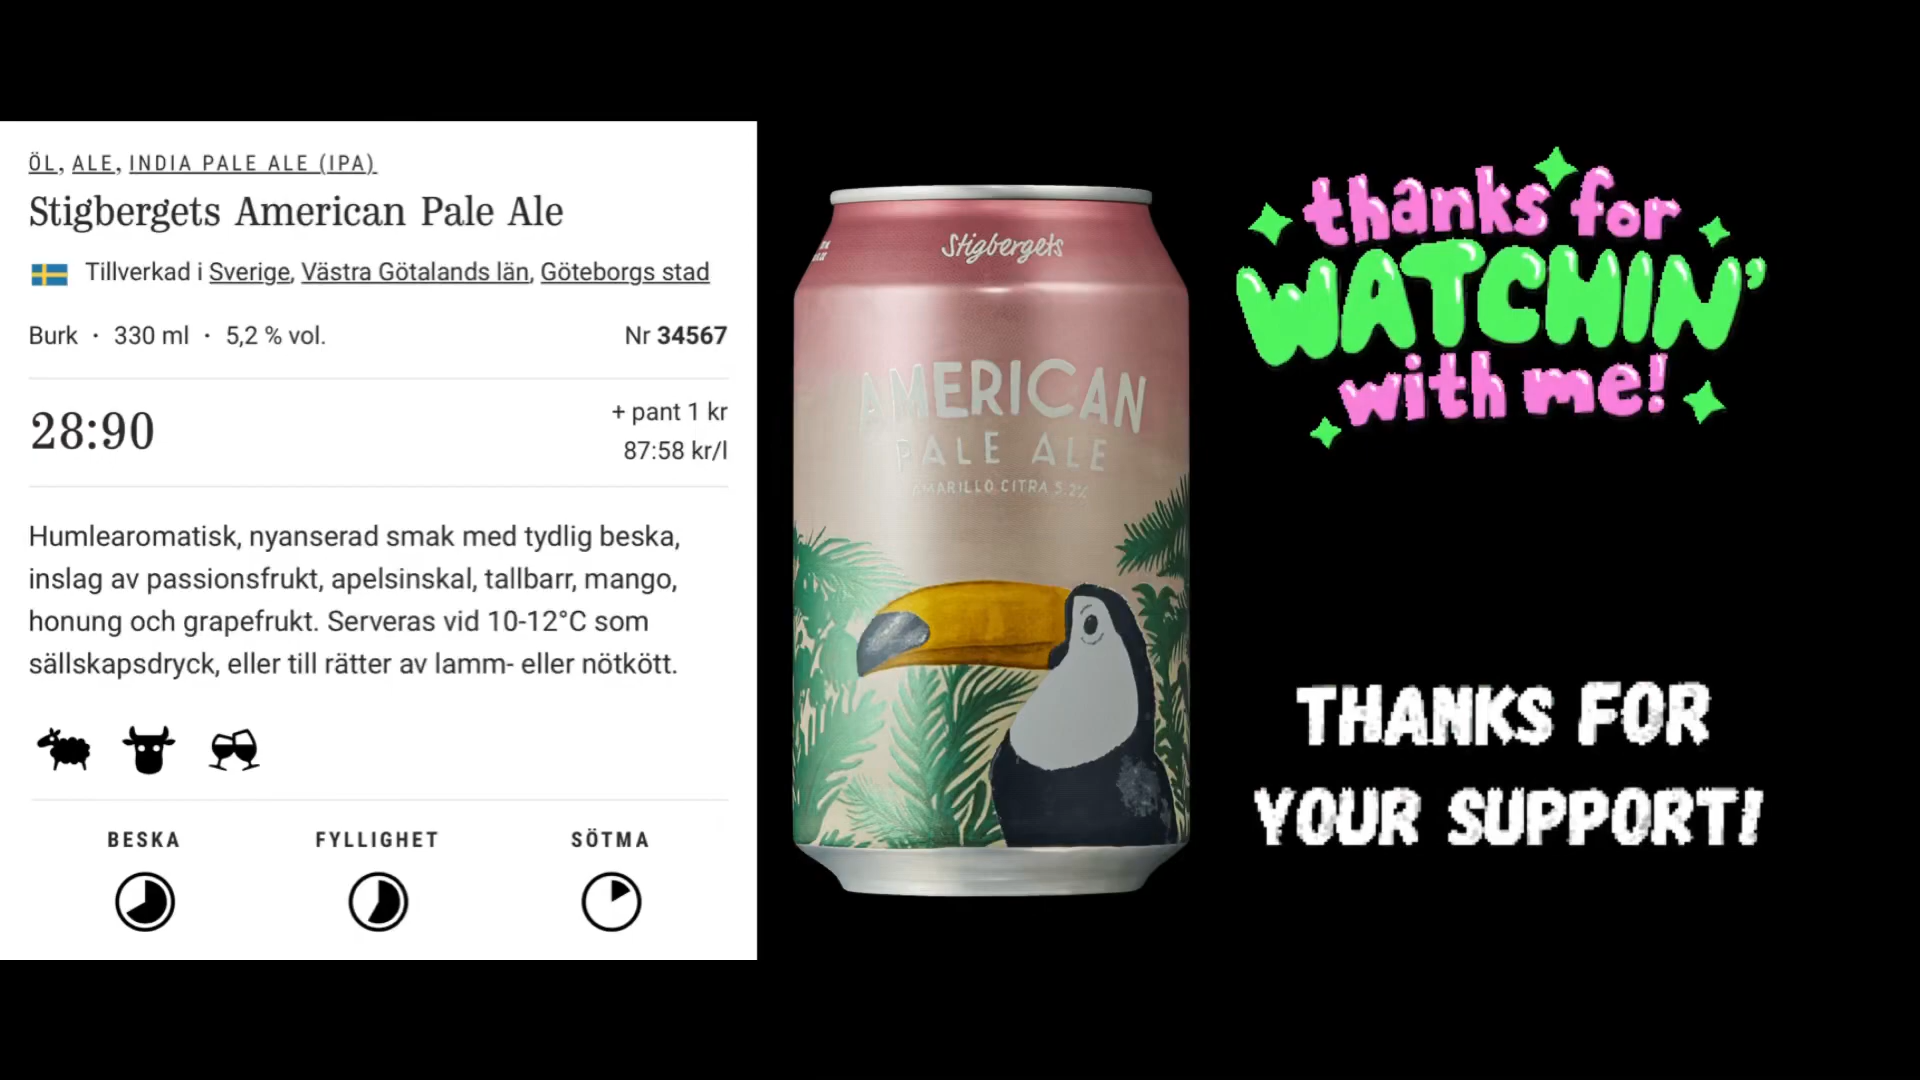 ÖL, ALE, INDIA PALE ALE (IPA)
Stigbergets American Pale Ale
Tillverkad i Sverige, Västra Götalands län, Göteborgs stad
Burk · 330 ml · 5,2 % vol.
Nr 34567
28:90
+ pant 1 kr
87:58 kr/l
Humlearomatisk, nyanserad smak med tydlig beska,
inslag av passionsfrukt, apelsinskal, tallbarr, mango,
honung och grapefrukt. Serveras vid 10-12°C som
sällskapsdryck, eller till rätter av lamm- eller nötkött.
BESKA
FYLLIGHET
SÖTMA
Stigbergets
AMERICAN
PALE ALE
AMARILLO CITRA 5.2%
thanks for
WATCHIN'
with me!
THANKS FOR
YOUR SUPPORT!